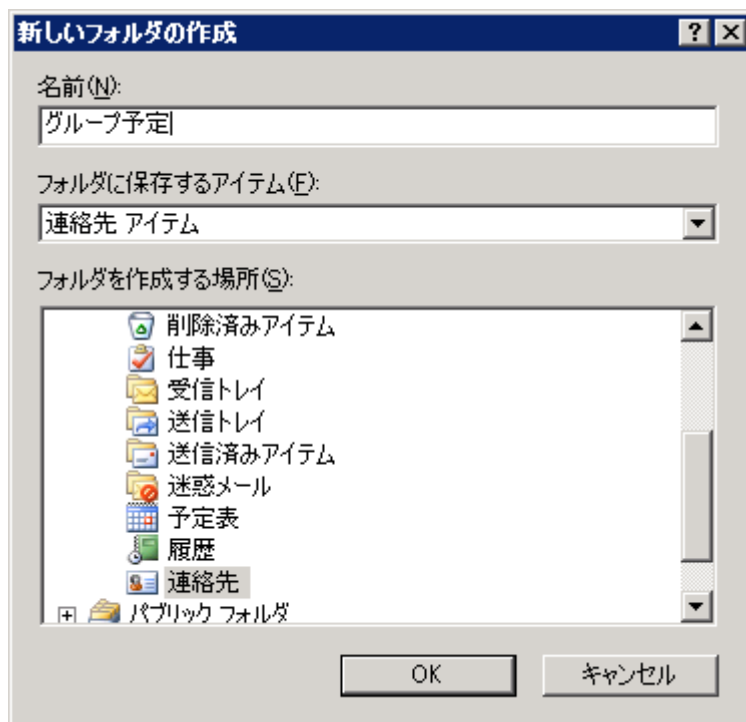 新しいフォルダの作成
名前(N):
グループ予定
フォルダに保存するアイテム(F):
連絡先 アイテム
フォルダを作成する場所(S):
削除済みアイテム
仕事
受信トレイ
送信トレイ
送信済みアイテム
迷惑メール
予定表
履歴
連絡先
パブリック フォルダ
OK キャンセル